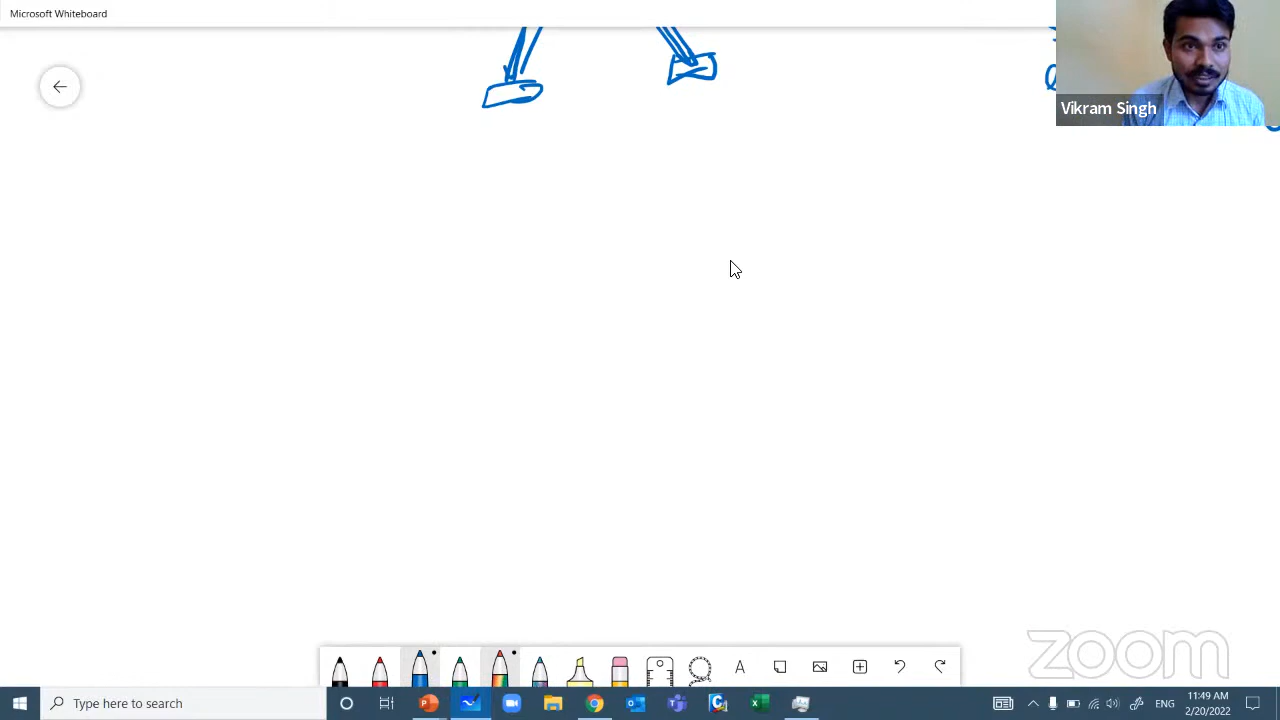 Microsoft Whiteboard
Vikram Singh
A
zoom
Type here to search
ENG
11:49 AM
2/20/2022